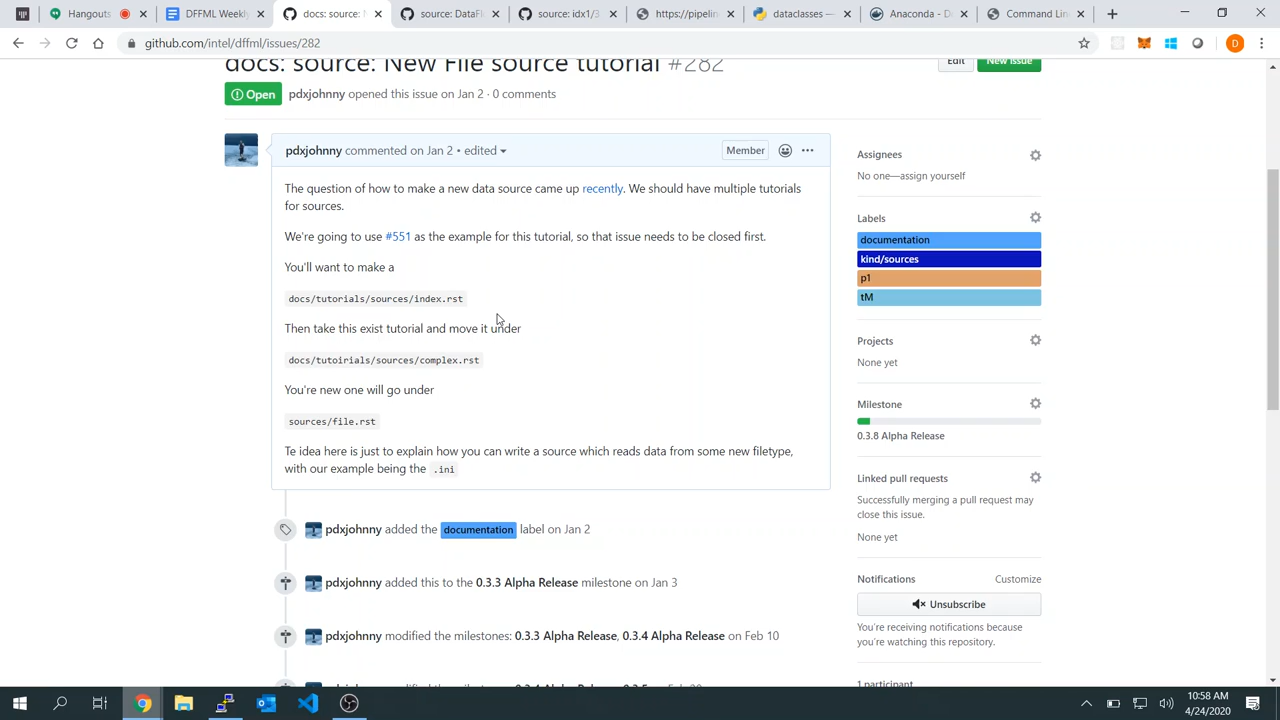 Hangouts
DFFML Weekly
docs: source: N
source: DataFl
source: idx1/3
https://pipelin
dataclasses —
Anaconda - De
Command Lin
github.com/intel/dffml/issues/282
D
docs: source: New File source tutorial #282
Edit
New issue
Open
pdxjohnny opened this issue on Jan 2 · 0 comments
pdxjohnny commented on Jan 2 • edited
Member
The question of how to make a new data source came up recently. We should have multiple tutorials
for sources.
We're going to use #551 as the example for this tutorial, so that issue needs to be closed first.
You'll want to make a
docs/tutorials/sources/index.rst
Then take this exist tutorial and move it under
docs/tutoirials/sources/complex.rst
You're new one will go under
sources/file.rst
Te idea here is just to explain how you can write a source which reads data from some new filetype,
with our example being the .ini
pdxjohnny added the documentation label on Jan 2
pdxjohnny added this to the 0.3.3 Alpha Release milestone on Jan 3
pdxjohnny modified the milestones: 0.3.3 Alpha Release, 0.3.4 Alpha Release on Feb 10
Assignees
No one—assign yourself
Labels
documentation
kind/sources
p1
tM
Projects
None yet
Milestone
0.3.8 Alpha Release
Linked pull requests
Successfully merging a pull request may
close this issue.
None yet
Notifications
Customize
Unsubscribe
You're receiving notifications because
you're watching this repository.
1 participant
10:58 AM
4/24/2020